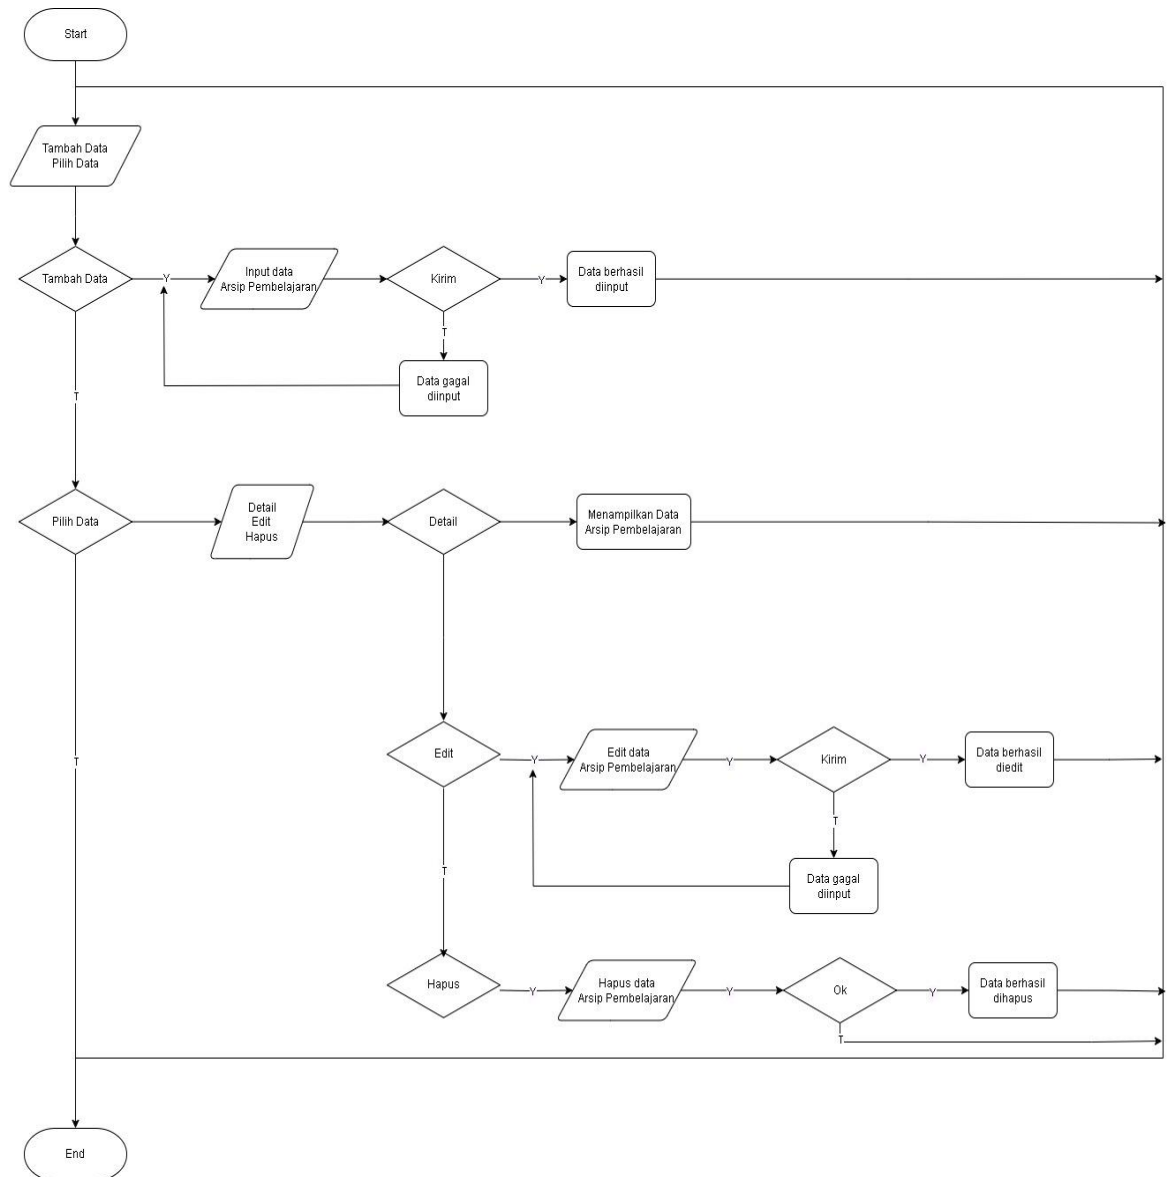 Start
Tambah Data
Pilih Data
Tambah Data
Y
Input data
Arsip Pembelajaran
Kirim
Y
Data berhasil
diinput
T
Data gagal
diinput
T
Pilih Data
Detail
Edit
Hapus
Detail
Menampilkan Data
Arsip Pembelajaran
Edit
Y
Edit data
Arsip Pembelajaran
Y
Kirim
Y
Data berhasil
diedit
T
T
Data gagal
diinput
T
Hapus
Y
Hapus data
Arsip Pembelajaran
Y
Ok
Y
Data berhasil
dihapus
T
End